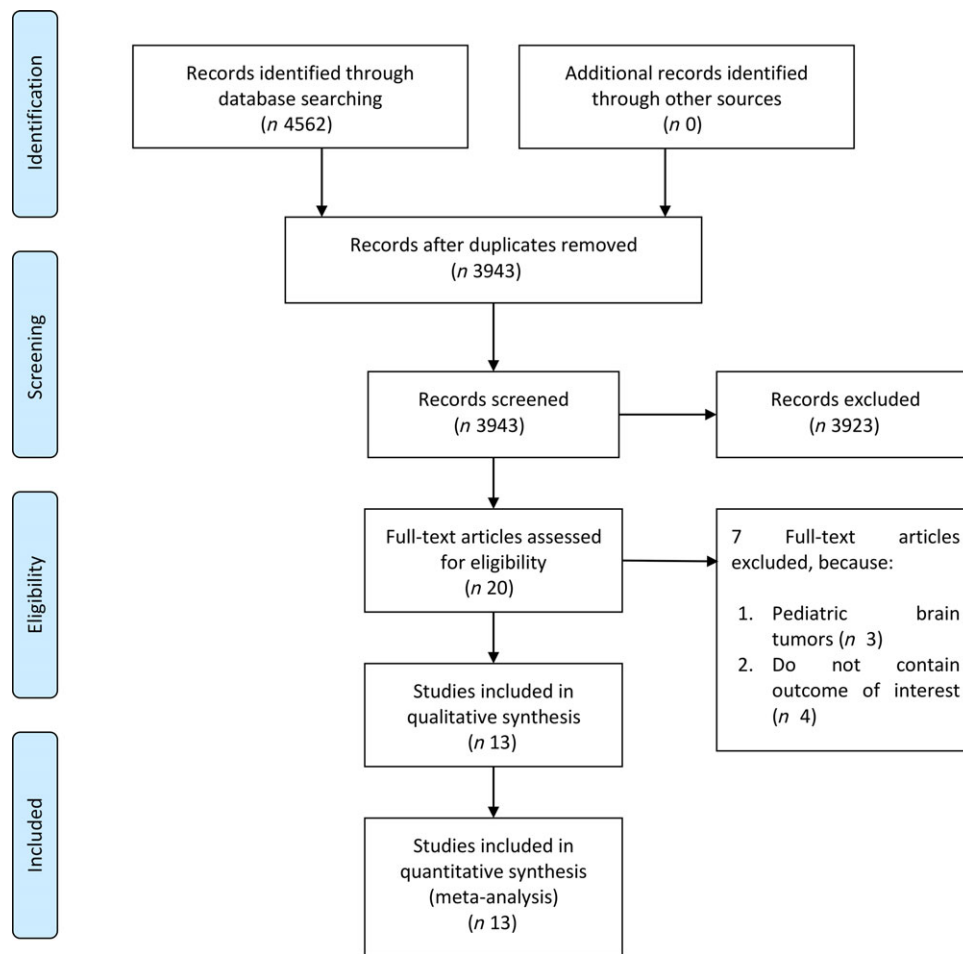 Identification
Records identified through
database searching
(n 4562)
Additional records identified
through other sources
(n 0)
Records after duplicates removed
(n 3943)
Screening
Records screened
(n 3943)
Records excluded
(n 3923)
Eligibility
Full-text articles assessed
for eligibility
(n 20)
7 Full-text articles
excluded, because:
1. Pediatric brain
tumors (n 3)
2. Do not contain
outcome of interest
(n 4)
Studies included in
qualitative synthesis
(n 13)
Included
Studies included in
quantitative synthesis
(meta-analysis)
(n 13)